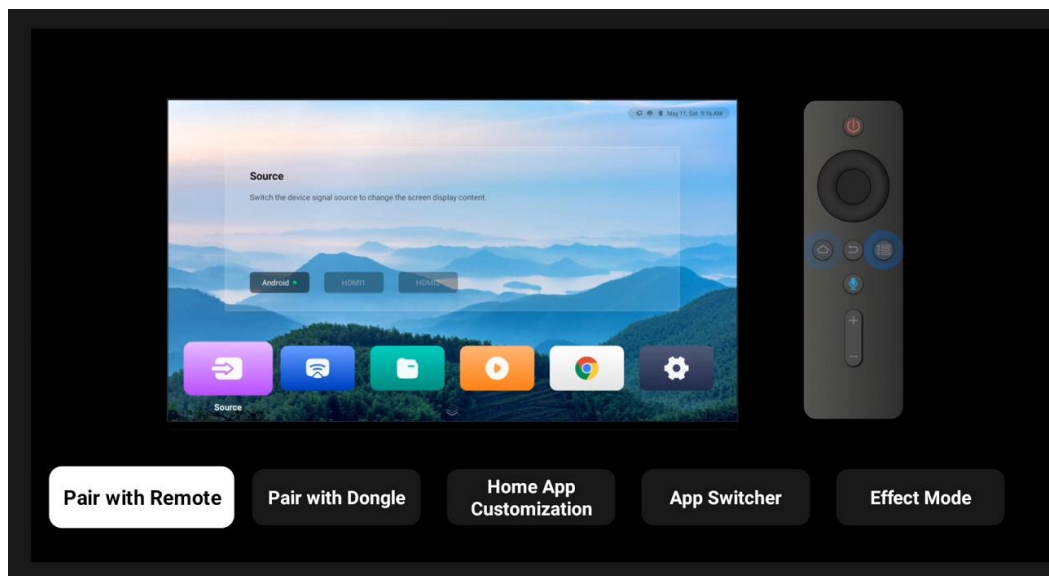 May 11, Sat 9:16 AM
Source
Switch the device signal source to change the screen display content.
Android
HDMI1
HDMI2
Source
Pair with Remote
Pair with Dongle
Home App
Customization
App Switcher
Effect Mode